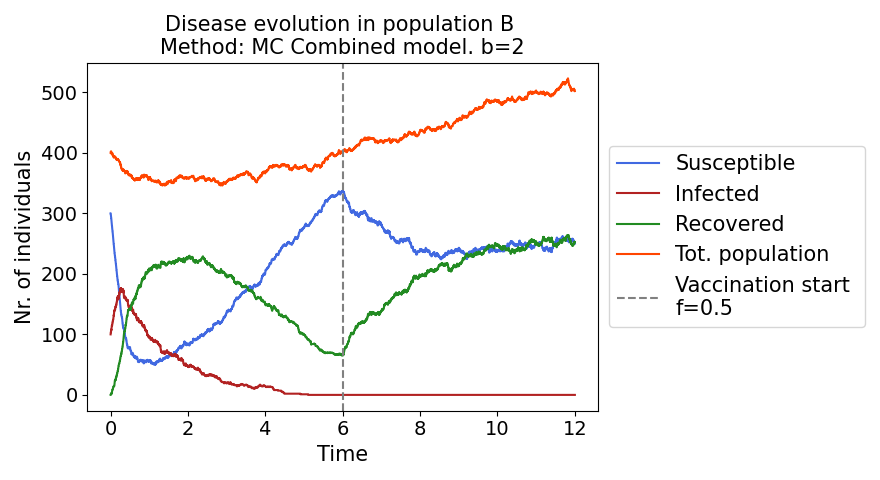 Disease evolution in population B
Method: MC Combined model. b=2
Nr. of individuals
500
400
300
200
100
0
0
2
4
6
8
10
12
Time
Susceptible
Infected
Recovered
Tot. population
Vaccination start
f=0.5